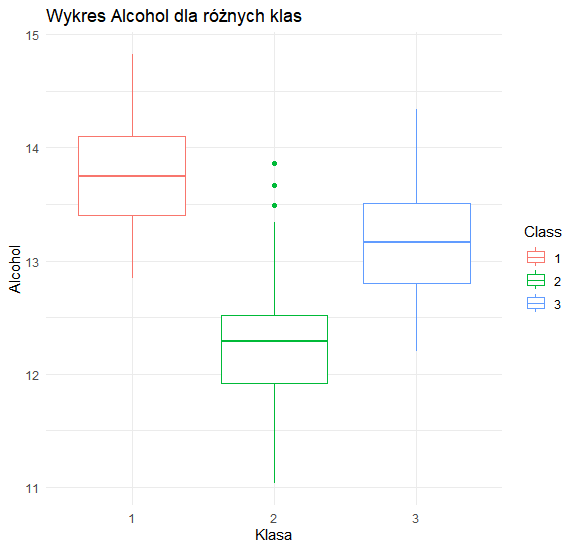 Wykres Alcohol dla różnych klas
15
14
13
12
11
Alcohol
1
2
3
Klasa
Class
1
2
3